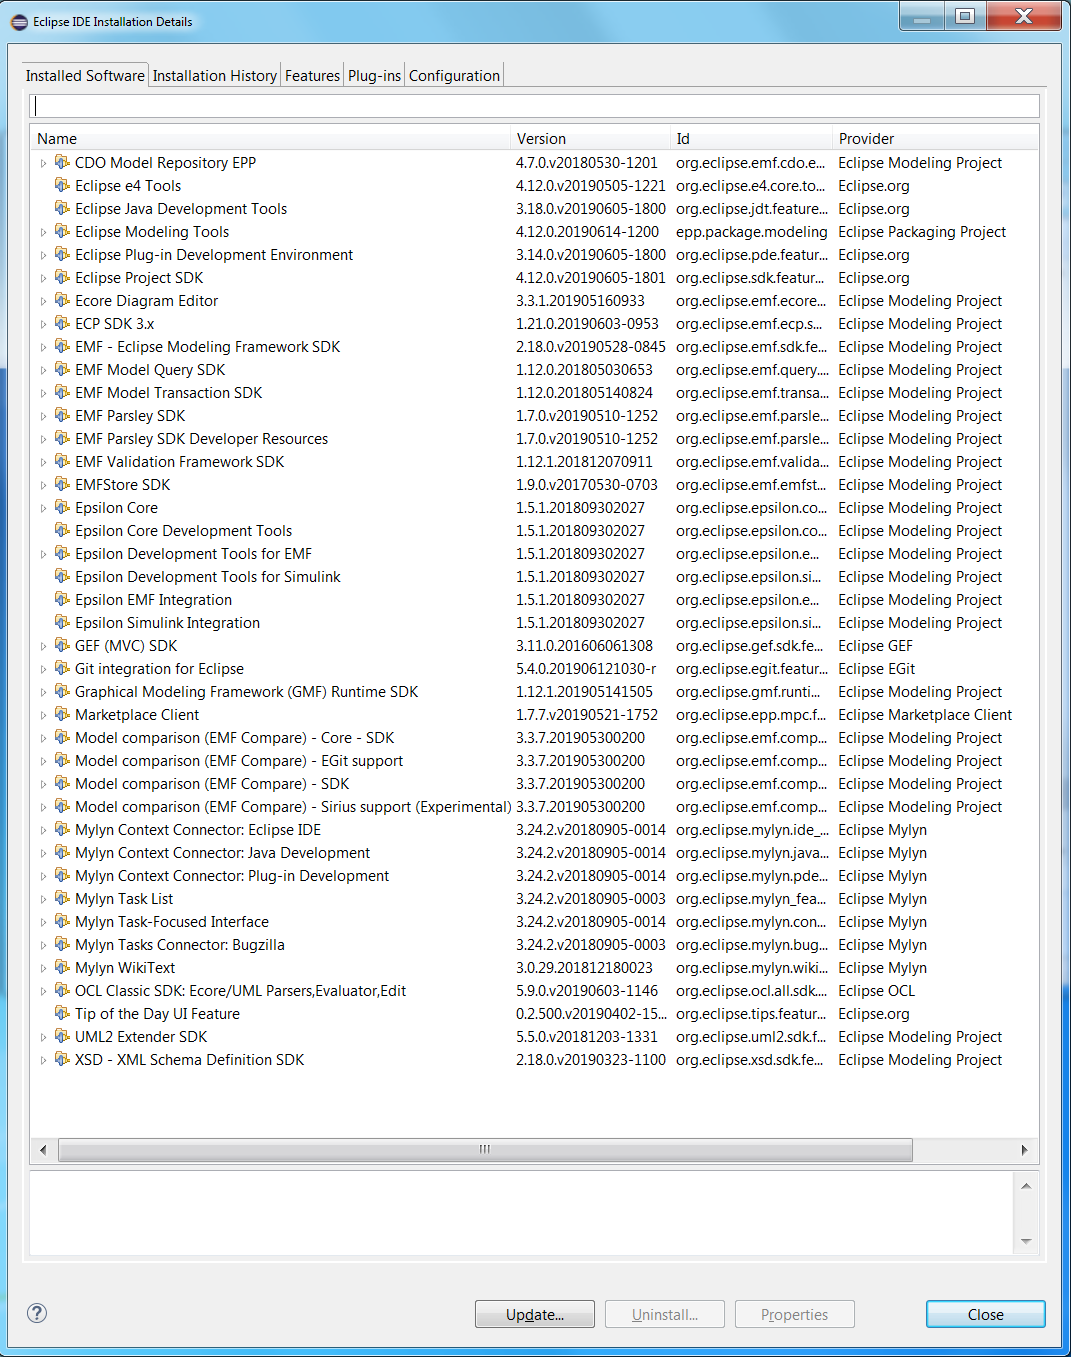 Eclipse IDE Installation Details
Installed Software Installation History Features Plug-ins Configuration
Name Version Id Provider
CDO Model Repository EPP 4.7.0.v20180530-1201 org.eclipse.emf.cdo.e... Eclipse Modeling Project
Eclipse e4 Tools 4.12.0.v20190505-1221 org.eclipse.e4.core.to... Eclipse.org
Eclipse Java Development Tools 3.18.0.v20190605-1800 org.eclipse.jdt.feature... Eclipse.org
Eclipse Modeling Tools 4.12.0.20190614-1200 epp.package.modeling Eclipse Packaging Project
Eclipse Plug-in Development Environment 3.14.0.v20190605-1800 org.eclipse.pde.featur... Eclipse.org
Eclipse Project SDK 4.12.0.v20190605-1801 org.eclipse.sdk.featur... Eclipse.org
Ecore Diagram Editor 3.3.1.201905160933 org.eclipse.emf.ecore... Eclipse Modeling Project
ECP SDK 3.x 1.21.0.20190603-0953 org.eclipse.emf.ecp.s... Eclipse Modeling Project
EMF - Eclipse Modeling Framework SDK 2.18.0.v20190528-0845 org.eclipse.emf.sdk.fe... Eclipse Modeling Project
EMF Model Query SDK 1.12.0.201805030653 org.eclipse.emf.query.... Eclipse Modeling Project
EMF Model Transaction SDK 1.12.0.201805140824 org.eclipse.emf.transa... Eclipse Modeling Project
EMF Parsley SDK 1.7.0.v20190510-1252 org.eclipse.emf.parsle... Eclipse Modeling Project
EMF Parsley SDK Developer Resources 1.7.0.v20190510-1252 org.eclipse.emf.parsle... Eclipse Modeling Project
EMF Validation Framework SDK 1.12.1.201812070911 org.eclipse.emf.valida... Eclipse Modeling Project
EMFStore SDK 1.9.0.v20170530-0703 org.eclipse.emf.emfst... Eclipse Modeling Project
Epsilon Core 1.5.1.201809302027 org.eclipse.epsilon.co... Eclipse Modeling Project
Epsilon Core Development Tools 1.5.1.201809302027 org.eclipse.epsilon.co... Eclipse Modeling Project
Epsilon Development Tools for EMF 1.5.1.201809302027 org.eclipse.epsilon.e... Eclipse Modeling Project
Epsilon Development Tools for Simulink 1.5.1.201809302027 org.eclipse.epsilon.si... Eclipse Modeling Project
Epsilon EMF Integration 1.5.1.201809302027 org.eclipse.epsilon.e... Eclipse Modeling Project
Epsilon Simulink Integration 1.5.1.201809302027 org.eclipse.epsilon.si... Eclipse Modeling Project
GEF (MVC) SDK 3.11.0.201606061308 org.eclipse.gef.sdk.fe... Eclipse GEF
Git integration for Eclipse 5.4.0.201906121030-r org.eclipse.egit.featur... Eclipse EGit
Graphical Modeling Framework (GMF) Runtime SDK 1.12.1.201905141505 org.eclipse.gmf.runti... Eclipse Modeling Project
Marketplace Client 1.7.7.v20190521-1752 org.eclipse.epp.mpc.f... Eclipse Marketplace Client
Model comparison (EMF Compare) - Core - SDK 3.3.7.201905300200 org.eclipse.emf.comp... Eclipse Modeling Project
Model comparison (EMF Compare) - EGit support 3.3.7.201905300200 org.eclipse.emf.comp... Eclipse Modeling Project
Model comparison (EMF Compare) - SDK 3.3.7.201905300200 org.eclipse.emf.comp... Eclipse Modeling Project
Model comparison (EMF Compare) - Sirius support (Experimental) 3.3.7.201905300200 org.eclipse.emf.comp... Eclipse Modeling Project
Mylyn Context Connector: Eclipse IDE 3.24.2.v20180905-0014 org.eclipse.mylyn.ide_... Eclipse Mylyn
Mylyn Context Connector: Java Development 3.24.2.v20180905-0014 org.eclipse.mylyn.java... Eclipse Mylyn
Mylyn Context Connector: Plug-in Development 3.24.2.v20180905-0014 org.eclipse.mylyn.pde... Eclipse Mylyn
Mylyn Task List 3.24.2.v20180905-0003 org.eclipse.mylyn_fea... Eclipse Mylyn
Mylyn Task-Focused Interface 3.24.2.v20180905-0014 org.eclipse.mylyn.con... Eclipse Mylyn
Mylyn Tasks Connector: Bugzilla 3.24.2.v20180905-0003 org.eclipse.mylyn.bug... Eclipse Mylyn
Mylyn WikiText 3.0.29.201812180023 org.eclipse.mylyn.wiki... Eclipse Mylyn
OCL Classic SDK: Ecore/UML Parsers,Evaluator,Edit 5.9.0.v20190603-1146 org.eclipse.ocl.all.sdk.... Eclipse OCL
Tip of the Day UI Feature 0.2.500.v20190402-15... org.eclipse.tips.featur... Eclipse.org
UML2 Extender SDK 5.5.0.v20181203-1331 org.eclipse.uml2.sdk.f... Eclipse Modeling Project
XSD - XML Schema Definition SDK 2.18.0.v20190323-1100 org.eclipse.xsd.sdk.fe... Eclipse Modeling Project
Update... Uninstall... Properties Close